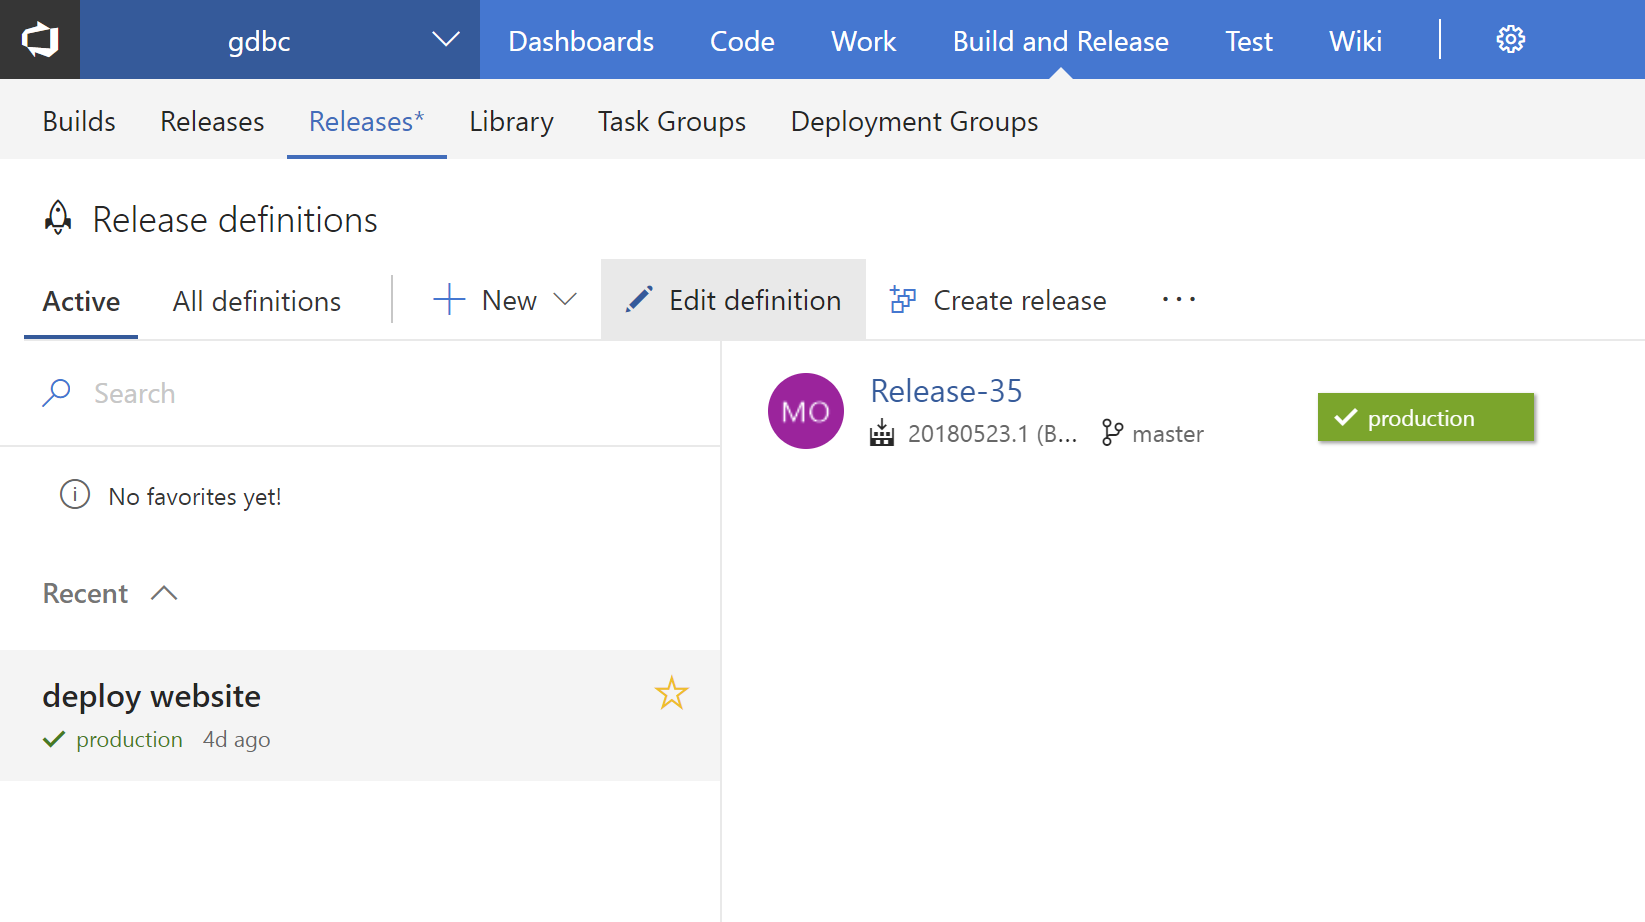 gdbc Dashboards Code Work Build and Release Test Wiki
Builds Releases Releases* Library Task Groups Deployment Groups
Release definitions
Active All definitions New Edit definition Create release ...
Search
No favorites yet!
Recent
deploy website
production 4d ago
MO
Release-35
20180523.1 (B... master
production